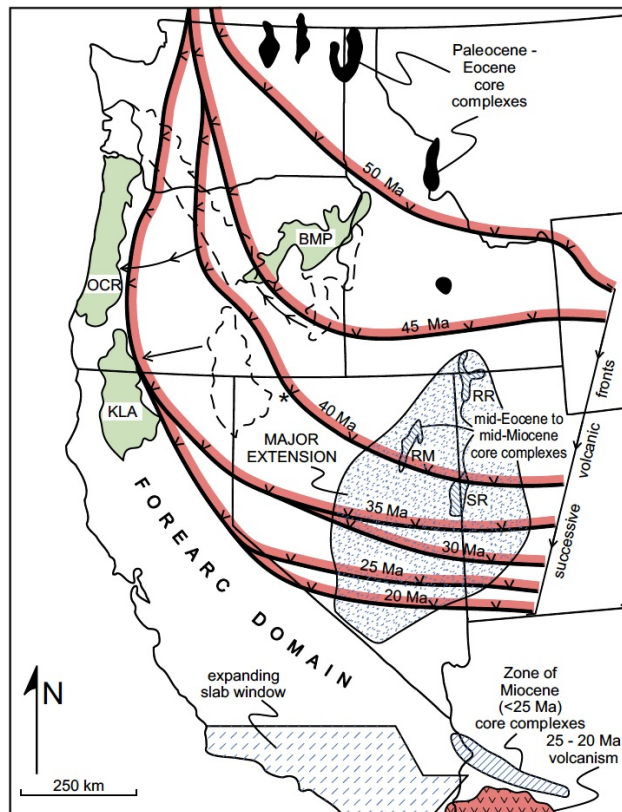 Paleocene -
Eocene
core
complexes
50 Ma
BMP
OCR
45 Ma
fronts
KLA
*
40 Ma
RR
mid-Eocene to
mid-Miocene
core complexes
MAJOR
EXTENSION
RM
volcanic
SR
35 Ma
30 Ma
successive
25 Ma
20 Ma
FOREARC DOMAIN
expanding
slab window
N
Zone of
Miocene
(<25 Ma)
core complexes
25 - 20 Ma
volcanism
250 km